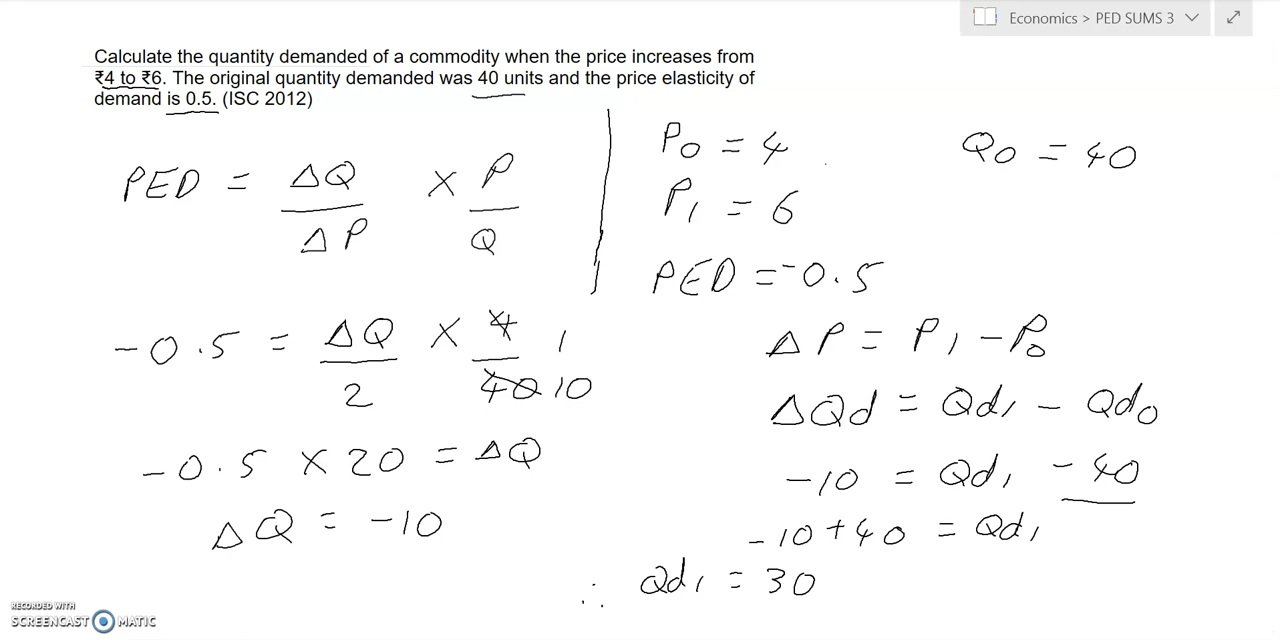 Economics > PED SUMS 3
Calculate the quantity demanded of a commodity when the price increases from
₹4 to ₹6. The original quantity demanded was 40 units and the price elasticity of
demand is 0.5. (ISC 2012)
PED = ΔQ / ΔP × P / Q
-0.5 = ΔQ / 2 × 4 / 40 1 / 10
-0.5 × 20 = ΔQ
ΔQ = -10
P0 = 4
Q0 = 40
P1 = 6
PED = -0.5
ΔP = P1 - P0
ΔQd = Qd1 - Qd0
-10 = Qd1 - 40
-10 + 40 = Qd1
∴ Qd1 = 30
RECORDED WITH
SCREENCAST MATIC